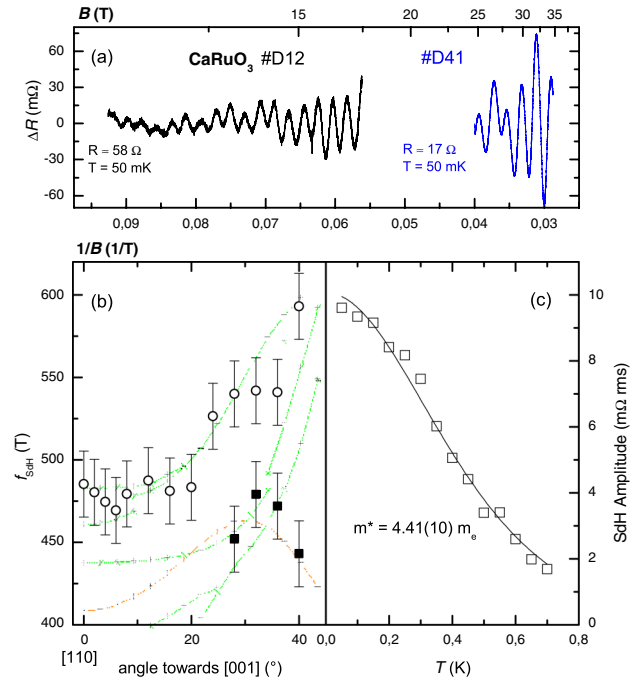 B (T)
15 20 25 30 35
(a) CaRuO3 #D12 #D41
60
30
0
-30
-60
ΔR (mΩ)
R = 58 Ω
T = 50 mK
R = 17 Ω
T = 50 mK
0,09 0,08 0,07 0,06 0,05 0,04 0,03
1/B (1/T)
(b) (c)
600
550
500
450
400
fSdH (T)
10
8
6
4
2
0
SdH Amplitude (mΩ rms)
m* = 4.41(10) me
0 20 40 0,0 0,2 0,4 0,6 0,8
[110] angle towards [001] (°) T (K)